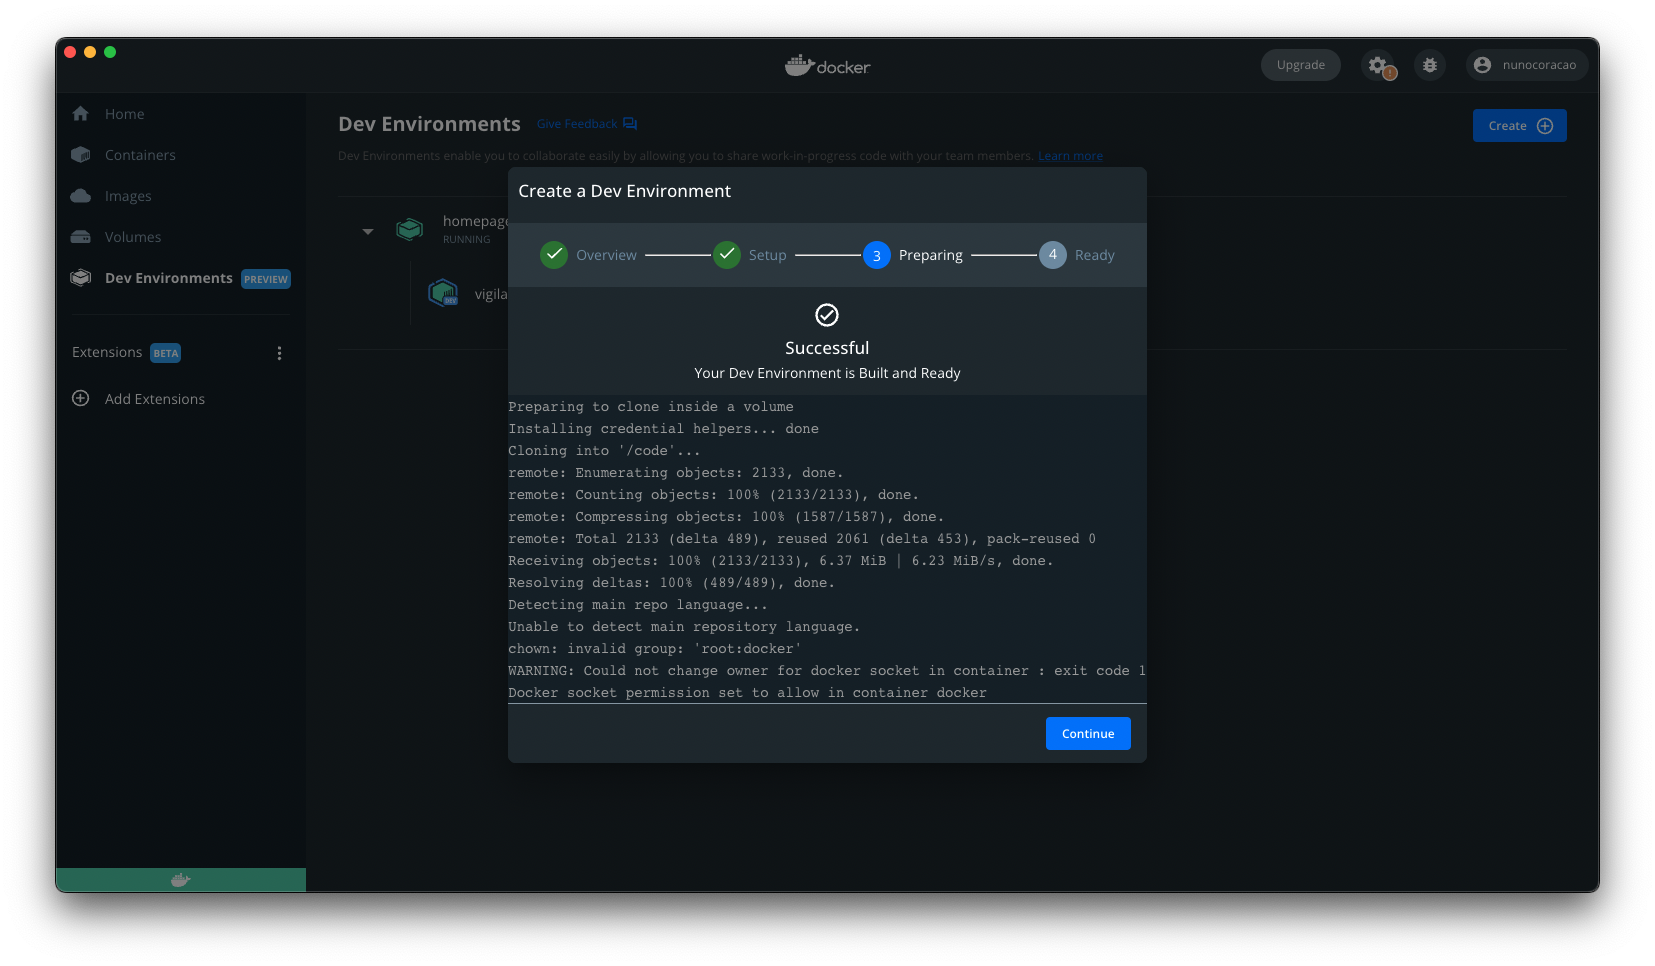 docker
Upgrade
!
nunocoracao
Home
Containers
Images
Volumes
Dev Environments PREVIEW
Extensions BETA
Add Extensions
Dev Environments Give Feedback
Create
Dev Environments enable you to collaborate easily by allowing you to share work-in-progress code with your team members. Learn more
homepage
RUNNING
DEV
vigila
Create a Dev Environment
Overview Setup 3 Preparing 4 Ready
Successful
Your Dev Environment is Built and Ready
Preparing to clone inside a volume
Installing credential helpers... done
Cloning into '/code'...
remote: Enumerating objects: 2133, done.
remote: Counting objects: 100% (2133/2133), done.
remote: Compressing objects: 100% (1587/1587), done.
remote: Total 2133 (delta 489), reused 2061 (delta 453), pack-reused 0
Receiving objects: 100% (2133/2133), 6.37 MiB | 6.23 MiB/s, done.
Resolving deltas: 100% (489/489), done.
Detecting main repo language...
Unable to detect main repository language.
chown: invalid group: 'root:docker'
WARNING: Could not change owner for docker socket in container : exit code 1
Docker socket permission set to allow in container docker
Continue